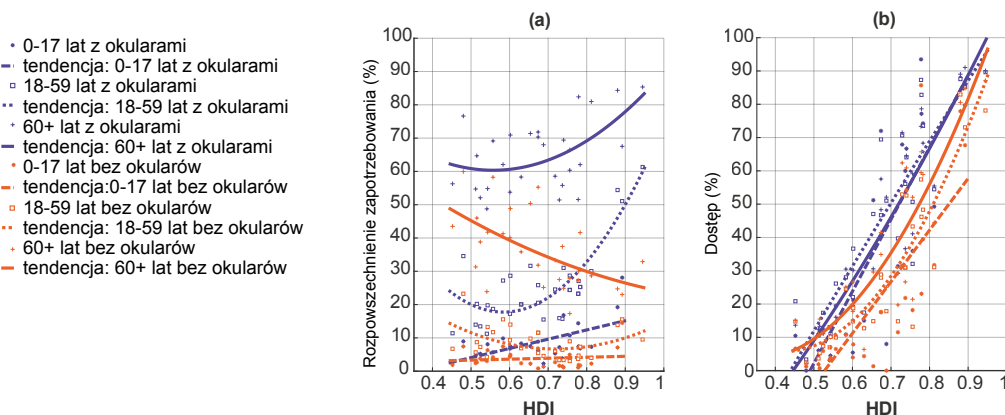 0-17 lat z okularami
tendencja: 0-17 lat z okularami
18-59 lat z okularami
tendencja: 18-59 lat z okularami
60+ lat z okularami
tendencja: 60+ lat z okularami
0-17 lat bez okularów
tendencja:0-17 lat bez okularów
18-59 lat bez okularów
tendencja: 18-59 lat bez okularów
60+ lat bez okularów
tendencja: 60+ lat bez okularów
(a)
Rozpowszechnienie zapotrzebowania (%)
100
90
80
70
60
50
40
30
20
10
0
0.4 0.5 0.6 0.7 0.8 0.9 1
HDI
(b)
Dostęp (%)
100
90
80
70
60
50
40
30
20
10
0
0.4 0.5 0.6 0.7 0.8 0.9 1
HDI